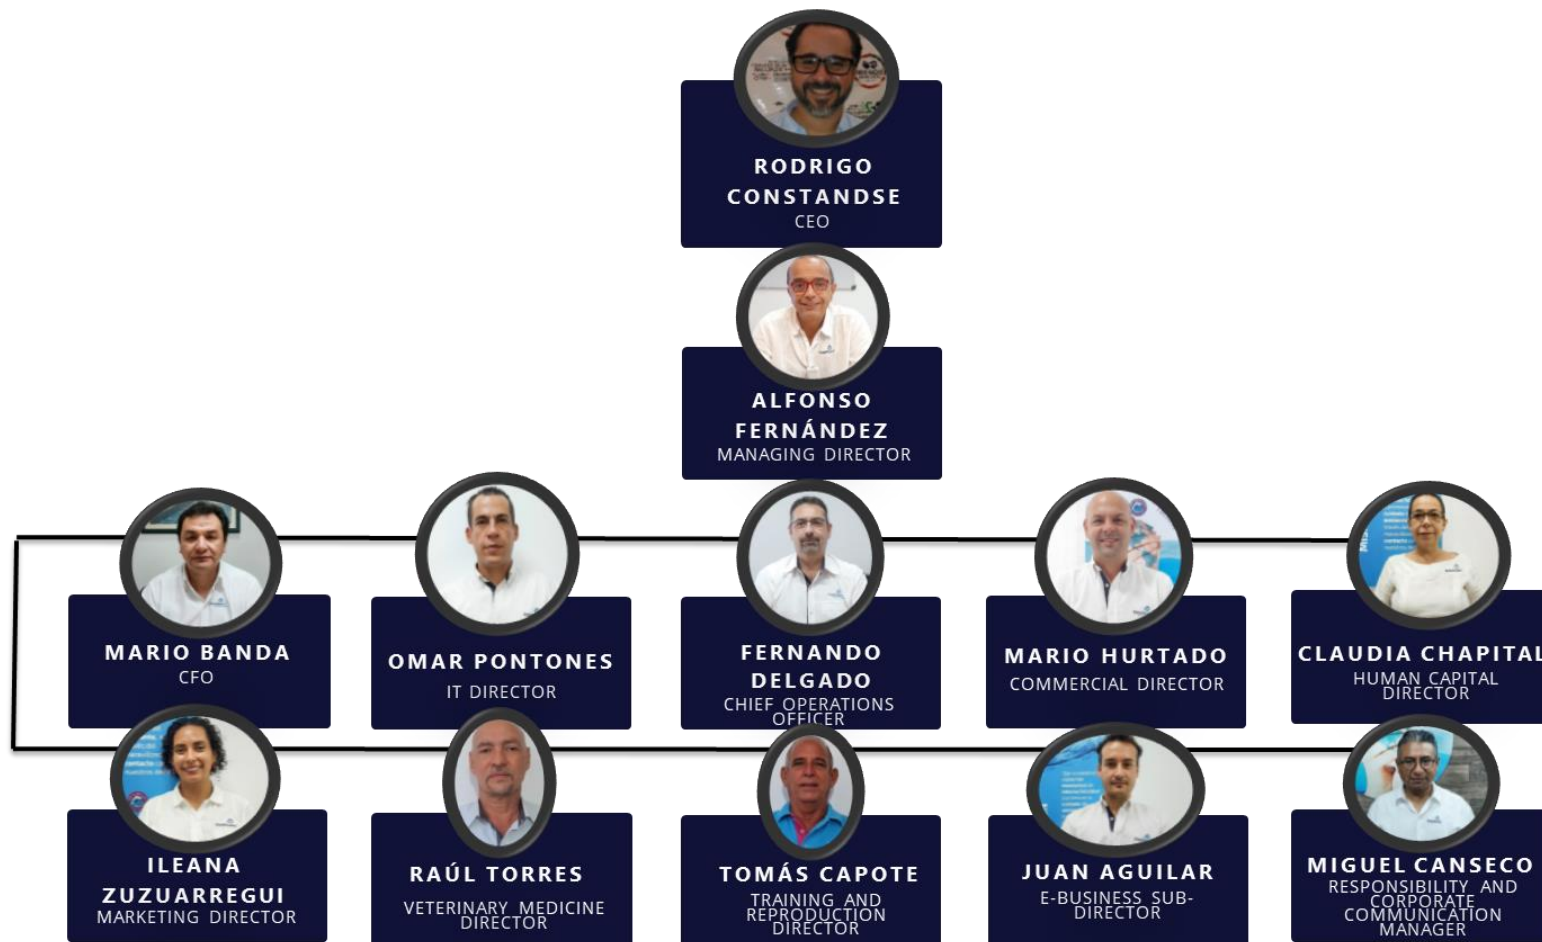 RODRIGO
CONSTANDSE
CEO
ALFONSO
FERNÁNDEZ
MANAGING DIRECTOR
MARIO BANDA
CFO
OMAR PONTONES
IT DIRECTOR
FERNANDO
DELGADO
CHIEF OPERATIONS
OFFICER
MARIO HURTADO
COMMERCIAL DIRECTOR
CLAUDIA CHAPITAL
HUMAN CAPITAL
DIRECTOR
ILEANA
ZUZUARREGUI
MARKETING DIRECTOR
RAÚL TORRES
VETERINARY MEDICINE
DIRECTOR
TOMÁS CAPOTE
TRAINING AND
REPRODUCTION
DIRECTOR
JUAN AGUILAR
E-BUSINESS SUB-
DIRECTOR
MIGUEL CANSECO
RESPONSIBILITY AND
CORPORATE
COMMUNICATION
MANAGER